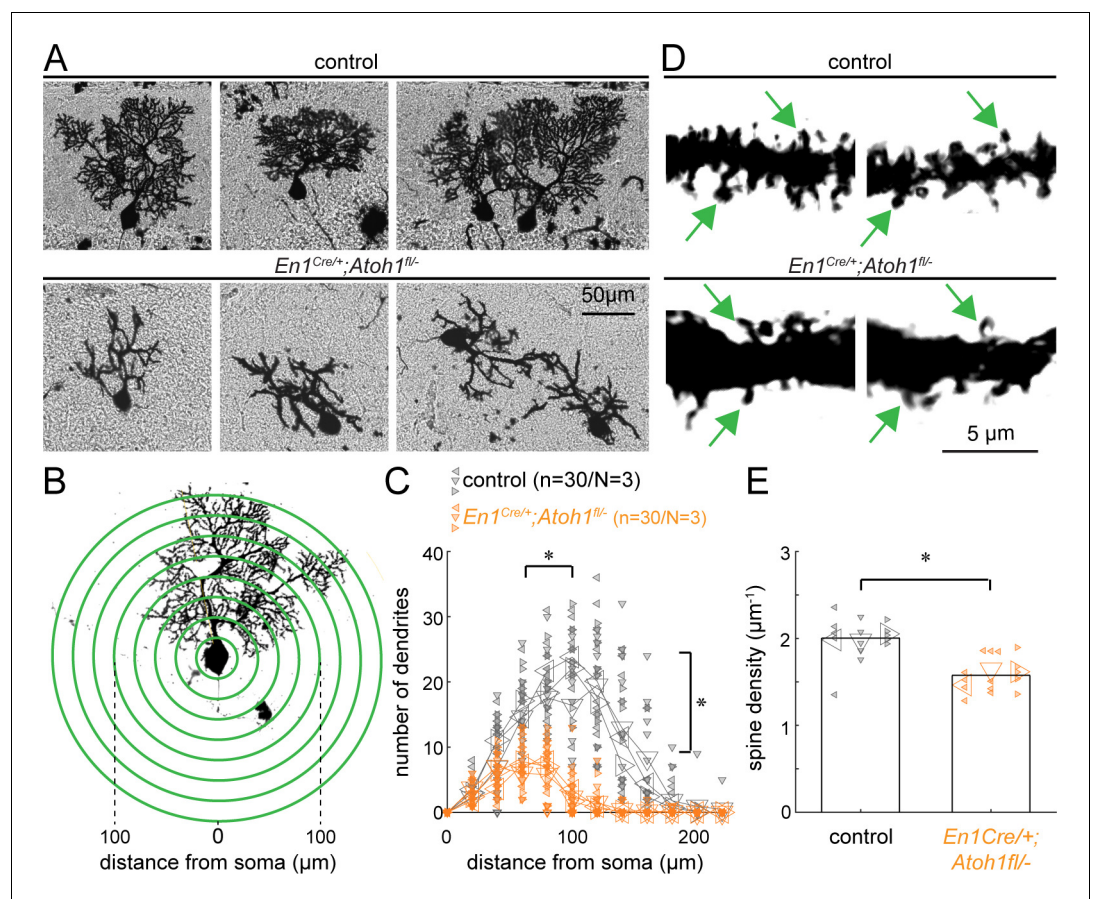 A
control
En1Cre/+;Atoh1fl/-
50µm
D
control
En1Cre/+;Atoh1fl/-
5 µm
B
100
0
100
distance from soma (µm)
C
control (n=30/N=3)
En1Cre/+;Atoh1fl/- (n=30/N=3)
number of dendrites
40
30
20
10
0
*
*
0
100
200
distance from soma (µm)
E
spine density (µm-1)
3
2
1
0
*
control
En1Cre/+;
Atoh1fl/-